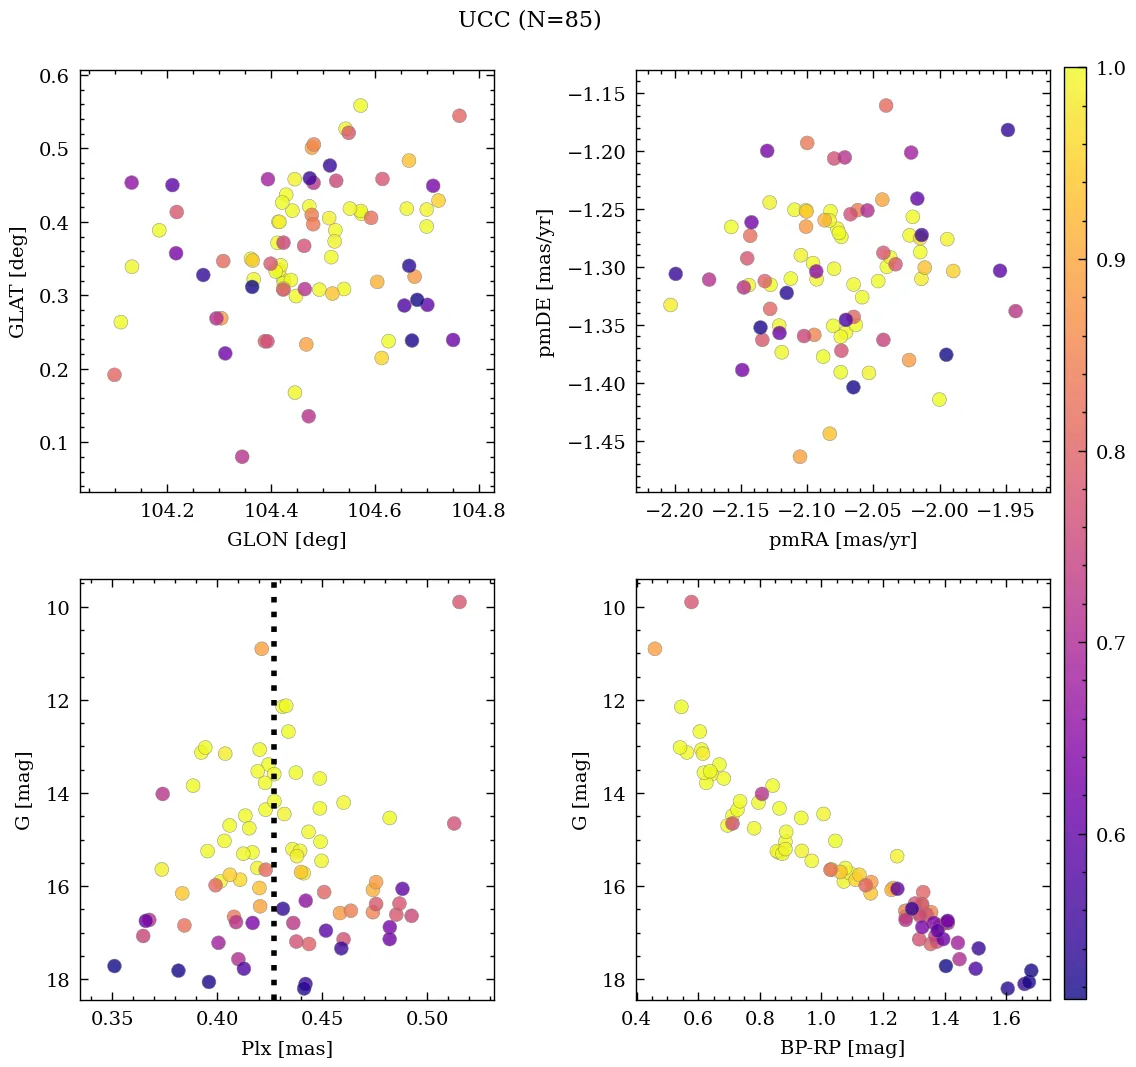 UCC (N=85)
0.6
0.5
0.4
0.3
0.2
0.1
GLAT [deg]
104.2 104.4 104.6 104.8
GLON [deg]
−1.15
−1.20
−1.25
−1.30
−1.35
−1.40
−1.45
pmDE [mas/yr]
−2.20 −2.15 −2.10 −2.05 −2.00 −1.95
pmRA [mas/yr]
10
12
14
16
18
G [mag]
0.35 0.40 0.45 0.50
Plx [mas]
10
12
14
16
18
G [mag]
0.4 0.6 0.8 1.0 1.2 1.4 1.6
BP-RP [mag]
1.0
0.9
0.8
0.7
0.6